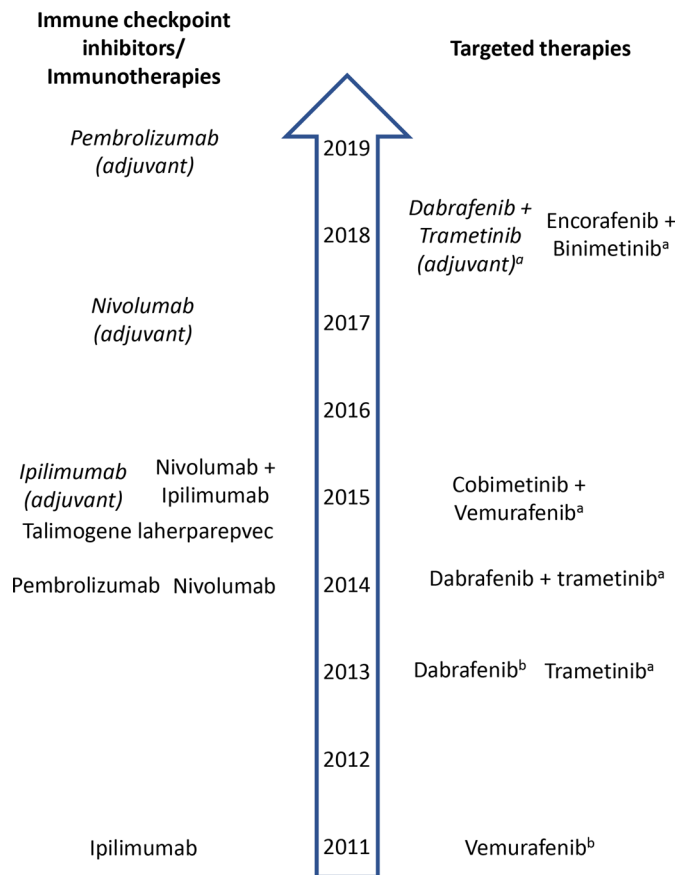 Immune checkpoint
inhibitors/
Immunotherapies
Targeted therapies
Pembrolizumab
(adjuvant)
2019
Dabrafenib +
Trametinib
(adjuvant)ᵃ
Encorafenib +
Binimetinibᵃ
2018
Nivolumab
(adjuvant)
2017
2016
Ipilimumab
(adjuvant)
Nivolumab +
Ipilimumab
Talimogene laherparepvec
2015
Cobimetinib +
Vemurafenibᵃ
Pembrolizumab Nivolumab
2014
Dabrafenib + trametinibᵃ
2013
Dabrafenibᵇ Trametinibᵃ
2012
Ipilimumab
2011
Vemurafenibᵇ